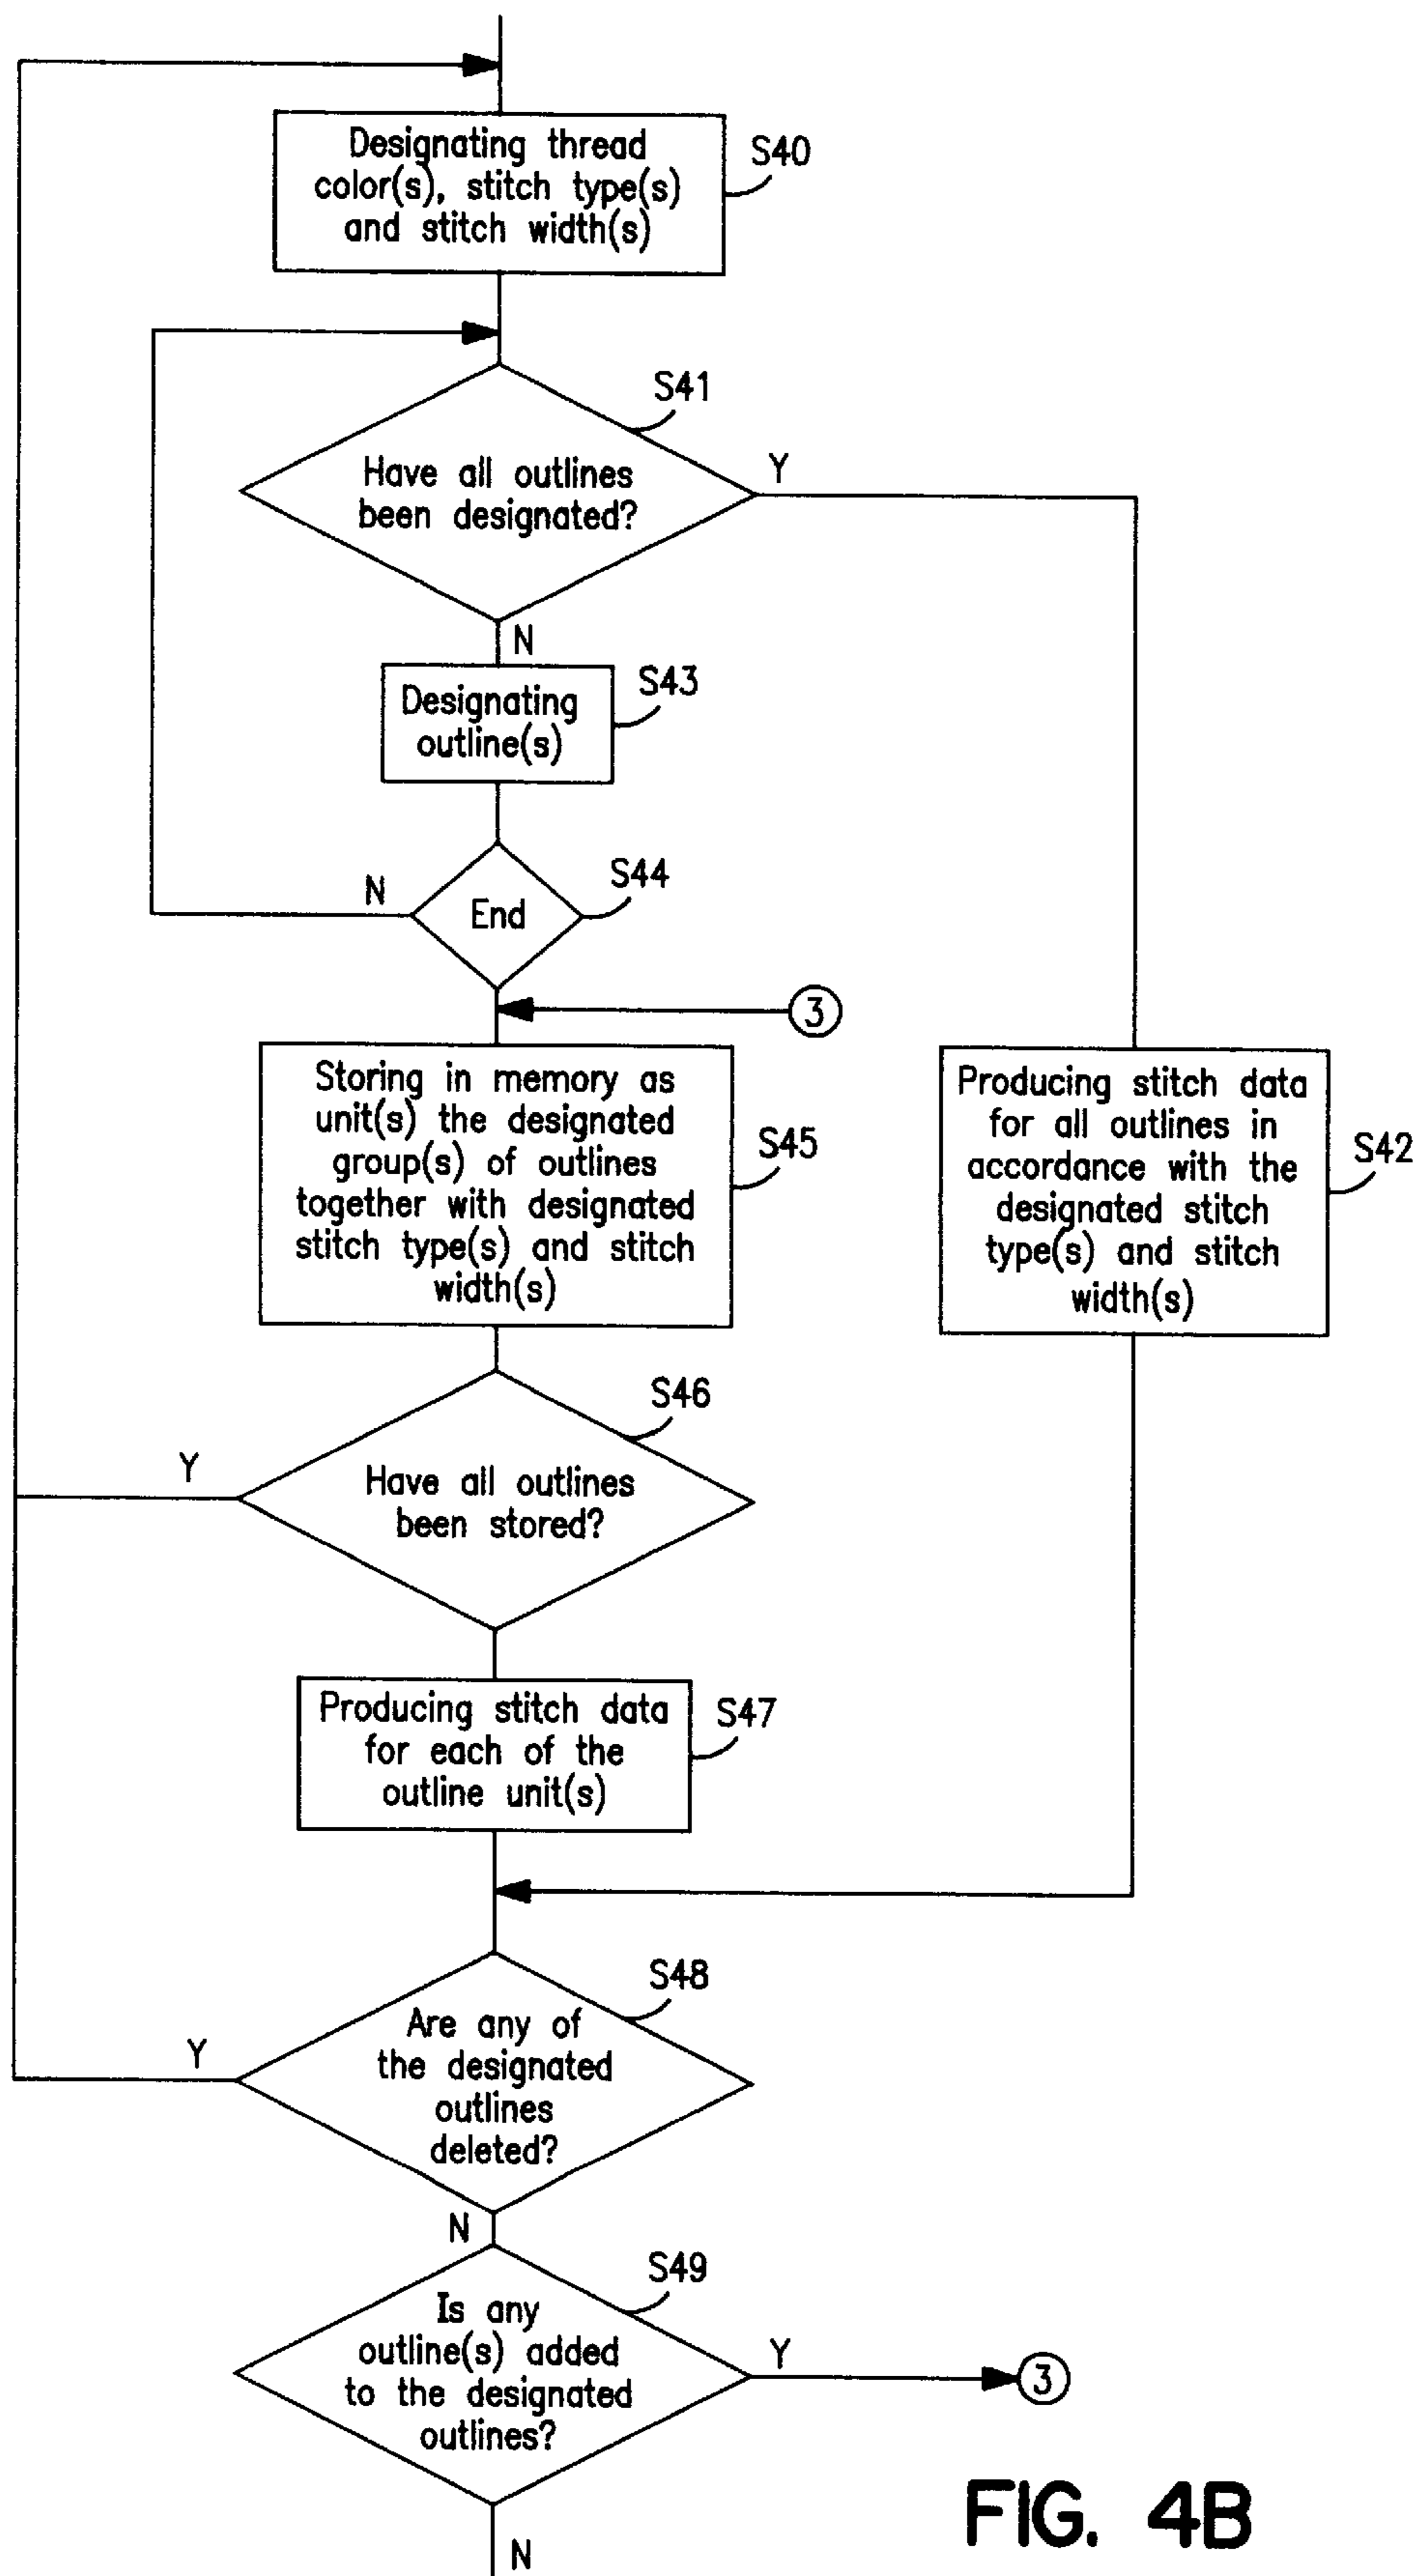 Designating thread
color(s), stitch type(s)
and stitch width(s)
S40
S41
Have all outlines
been designated?
Y
N
Designating
outline(s)
S43
N
End
S44
3
Storing in memory as
unit(s) the designated
group(s) of outlines
together with designated
stitch type(s) and stitch
width(s)
S45
Producing stitch data
for all outlines in
accordance with the
designated stitch
type(s) and stitch
width(s)
S42
S46
Y
Have all outlines
been stored?
Producing stitch data
for each of the
outline unit(s)
S47
S48
Y
Are any of
the designated
outlines
deleted?
N
S49
Is any
outline(s) added
to the designated
outlines?
Y
3
N
FIG. 4B